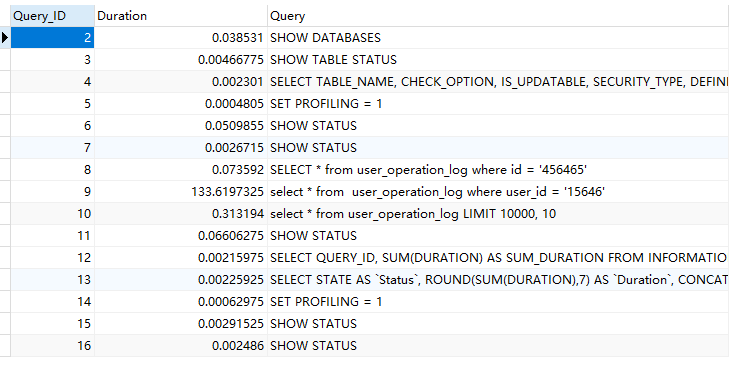 Query_ID Duration Query
2 0.038531 SHOW DATABASES
3 0.00466775 SHOW TABLE STATUS
4 0.002301 SELECT TABLE_NAME, CHECK_OPTION, IS_UPDATABLE, SECURITY_TYPE, DEFIN
5 0.0004805 SET PROFILING = 1
6 0.0509855 SHOW STATUS
7 0.0026715 SHOW STATUS
8 0.073592 SELECT * from user_operation_log where id = '456465'
9 133.6197325 select * from  user_operation_log where user_id = '15646'
10 0.313194 select * from user_operation_log LIMIT 10000, 10
11 0.06606275 SHOW STATUS
12 0.00215975 SELECT QUERY_ID, SUM(DURATION) AS SUM_DURATION FROM INFORMATIO
13 0.00225925 SELECT STATE AS `Status`, ROUND(SUM(DURATION),7) AS `Duration`, CONCAT
14 0.00062975 SET PROFILING = 1
15 0.00291525 SHOW STATUS
16 0.002486 SHOW STATUS